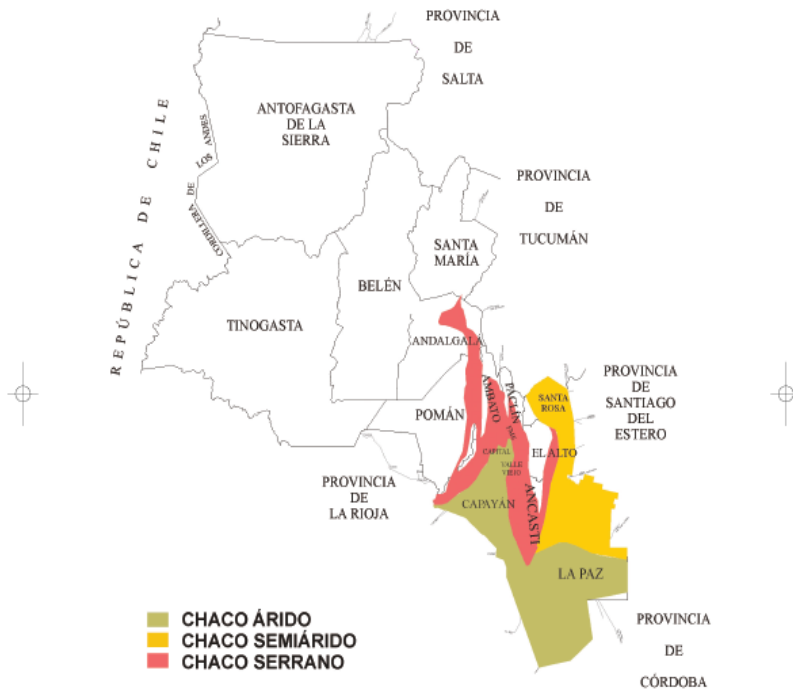 PROVINCIA
DE
SALTA
REPÚBLICA DE CHILE
CORDILLERA DE LOS ANDES
ANTOFAGASTA
DE LA
SIERRA
PROVINCIA
DE
TUCUMÁN
SANTA
MARÍA
BELÉN
TINOGASTA
ANDALGALÁ
PROVINCIA
DE
SANTIAGO
DEL
ESTERO
POMÁN
AMBATO
PACLÍN
SANTA
ROSA
EL ALTO
CAPITAL
VALLE
VIEJO
PROVINCIA
DE
LA RIOJA
CAPAYÁN
ANCASTI
LA PAZ
PROVINCIA
DE
CÓRDOBA
CHACO ÁRIDO
CHACO SEMIÁRIDO
CHACO SERRANO